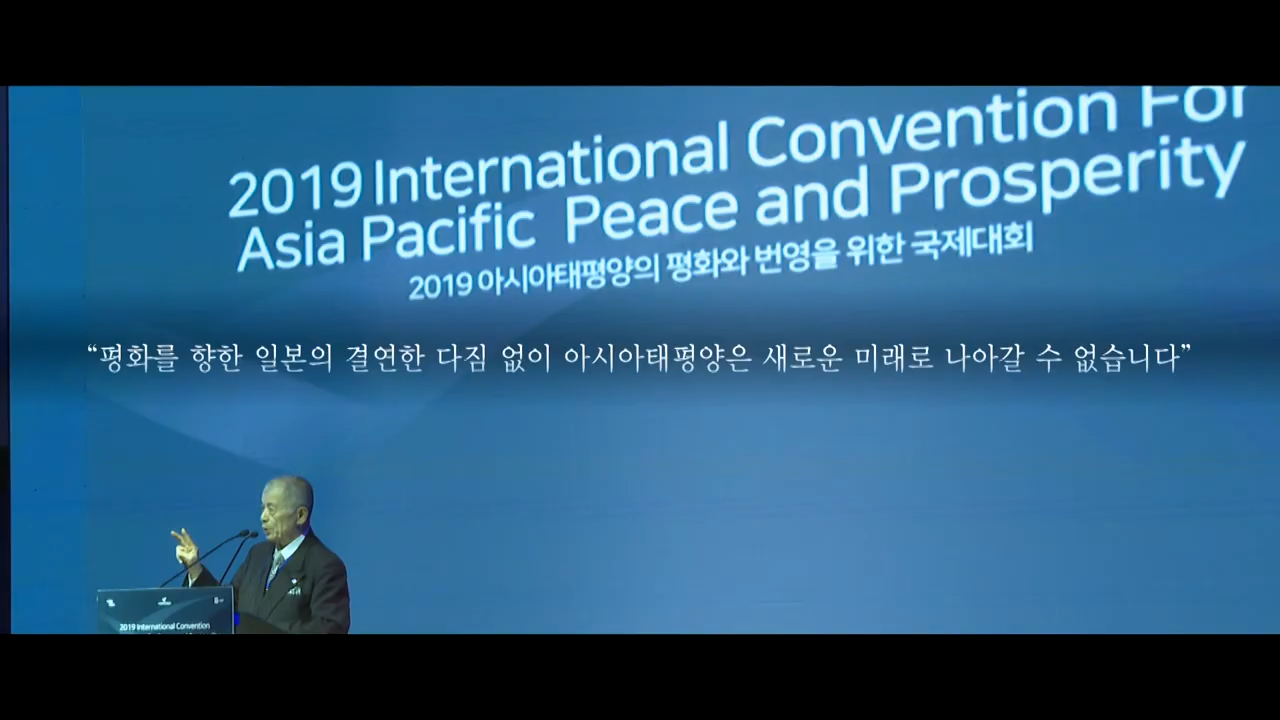 2019 International Convention For
Asia Pacific Peace and Prosperity
2019 아시아태평양의 평화와 번영을 위한 국제대회
“평화를 향한 일본의 결연한 다짐 없이 아시아태평양은 새로운 미래로 나아갈 수 없습니다”
2019 International Convention